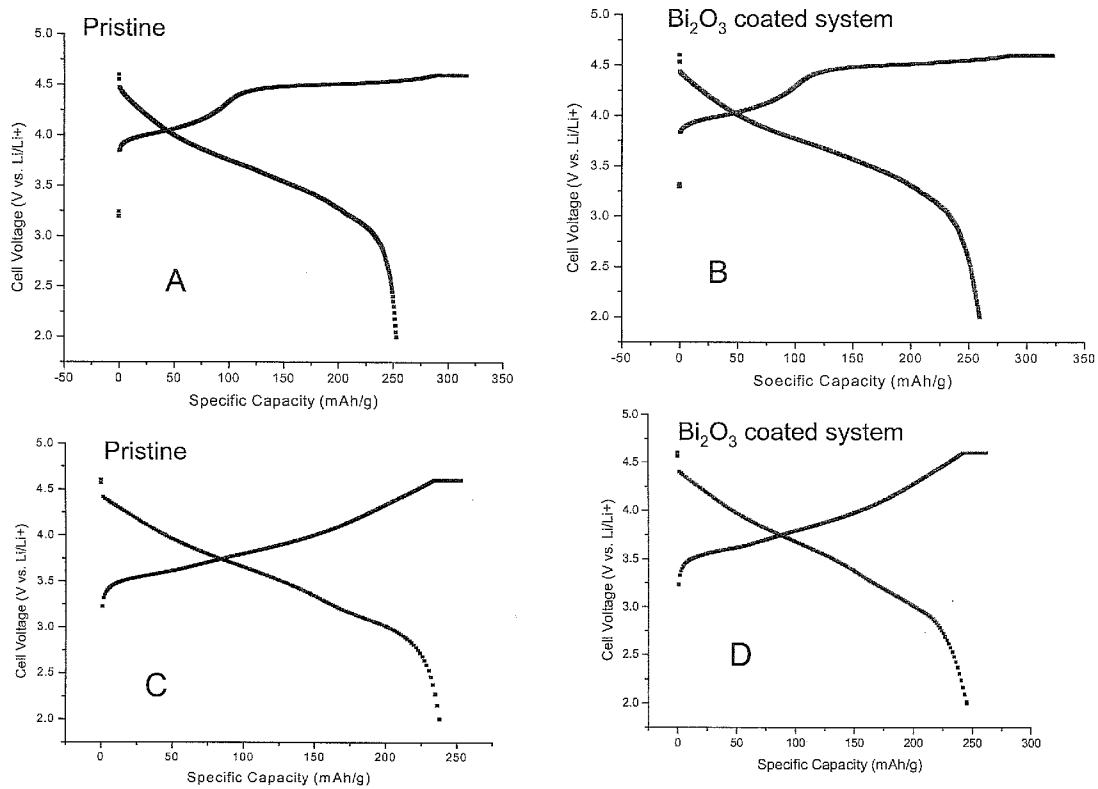 Pristine
5.0
4.5
4.0
3.5
3.0
2.5
2.0
Cell Voltage (V vs. Li/Li+)
A
-50 0 50 100 150 200 250 300 350
Specific Capacity (mAh/g)
Bi₂O₃ coated system
5.0
4.5
4.0
3.5
3.0
2.5
2.0
Cell Voltage (V vs. Li/Li+)
B
-50 0 50 100 150 200 250 300 350
Soecific Capacity (mAh/g)
Pristine
5.0
4.5
4.0
3.5
3.0
2.5
2.0
Cell Voltage (V vs. Li/Li+)
C
0 50 100 150 200 250
Specific Capacity (mAh/g)
Bi₂O₃ coated system
5.0
4.5
4.0
3.5
3.0
2.5
2.0
Cell Voltage (V vs. Li/Li+)
D
0 50 100 150 200 250 300
Specific Capacity (mAh/g)